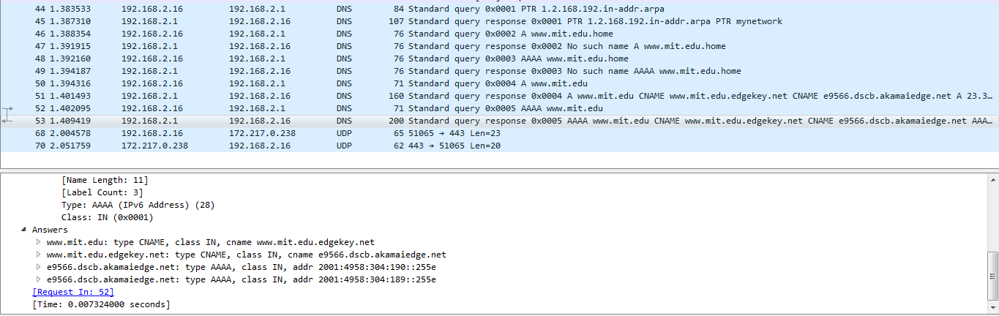 44 1.383533 192.168.2.16 192.168.2.1 DNS 84 Standard query 0x0001 PTR 1.2.168.192.in-addr.arpa
45 1.387310 192.168.2.1 192.168.2.16 DNS 107 Standard query response 0x0001 PTR 1.2.168.192.in-addr.arpa PTR mynetwork
46 1.388354 192.168.2.16 192.168.2.1 DNS 76 Standard query 0x0002 A www.mit.edu.home
47 1.391915 192.168.2.1 192.168.2.16 DNS 76 Standard query response 0x0002 No such name A www.mit.edu.home
48 1.392160 192.168.2.16 192.168.2.1 DNS 76 Standard query 0x0003 AAAA www.mit.edu.home
49 1.394187 192.168.2.1 192.168.2.16 DNS 76 Standard query response 0x0003 No such name AAAA www.mit.edu.home
50 1.394316 192.168.2.16 192.168.2.1 DNS 71 Standard query 0x0004 A www.mit.edu
51 1.401493 192.168.2.1 192.168.2.16 DNS 160 Standard query response 0x0004 A www.mit.edu CNAME www.mit.edu.edgekey.net CNAME e9566.dscb.akamaiedge.net A 23.3…
52 1.402095 192.168.2.16 192.168.2.1 DNS 71 Standard query 0x0005 AAAA www.mit.edu
53 1.409419 192.168.2.1 192.168.2.16 DNS 200 Standard query response 0x0005 AAAA www.mit.edu CNAME www.mit.edu.edgekey.net CNAME e9566.dscb.akamaiedge.net AAA…
68 2.004578 192.168.2.16 172.217.0.238 UDP 65 51065 → 443 Len=23
70 2.051759 172.217.0.238 192.168.2.16 UDP 62 443 → 51065 Len=20
[Name Length: 11]
[Label Count: 3]
Type: AAAA (IPv6 Address) (28)
Class: IN (0x0001)
Answers
www.mit.edu: type CNAME, class IN, cname www.mit.edu.edgekey.net
www.mit.edu.edgekey.net: type CNAME, class IN, cname e9566.dscb.akamaiedge.net
e9566.dscb.akamaiedge.net: type AAAA, class IN, addr 2001:4958:304:190::255e
e9566.dscb.akamaiedge.net: type AAAA, class IN, addr 2001:4958:304:189::255e
[Request In: 52]
[Time: 0.007324000 seconds]